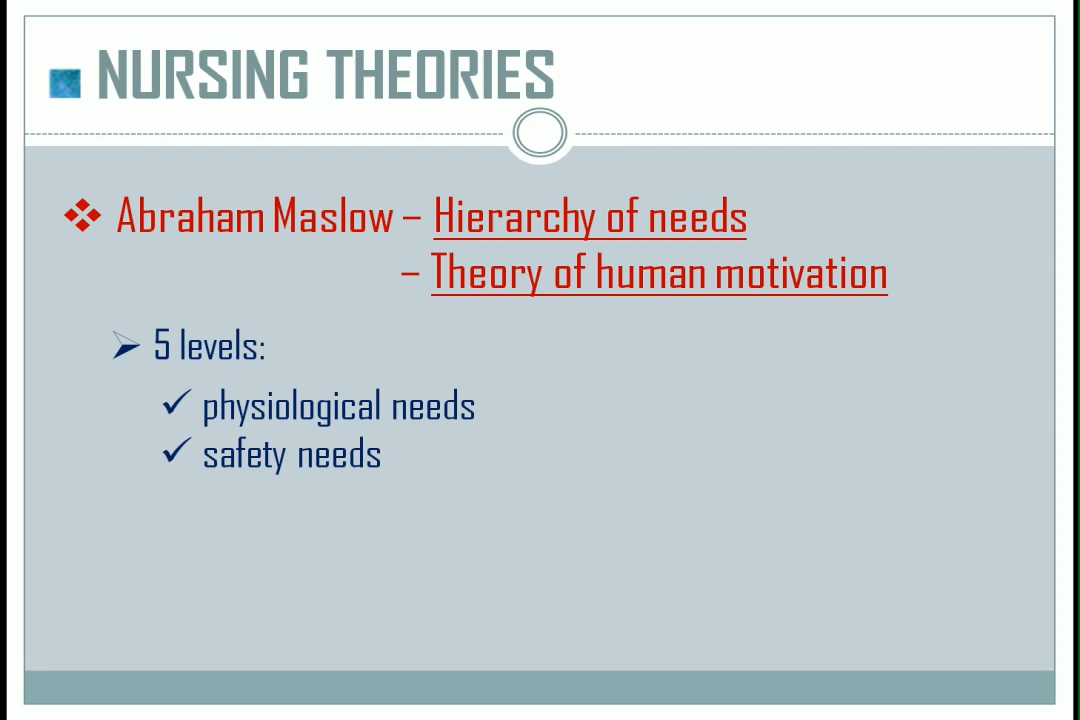 NURSING THEORIES
Abraham Maslow – Hierarchy of needs
– Theory of human motivation
5 levels:
physiological needs
safety needs